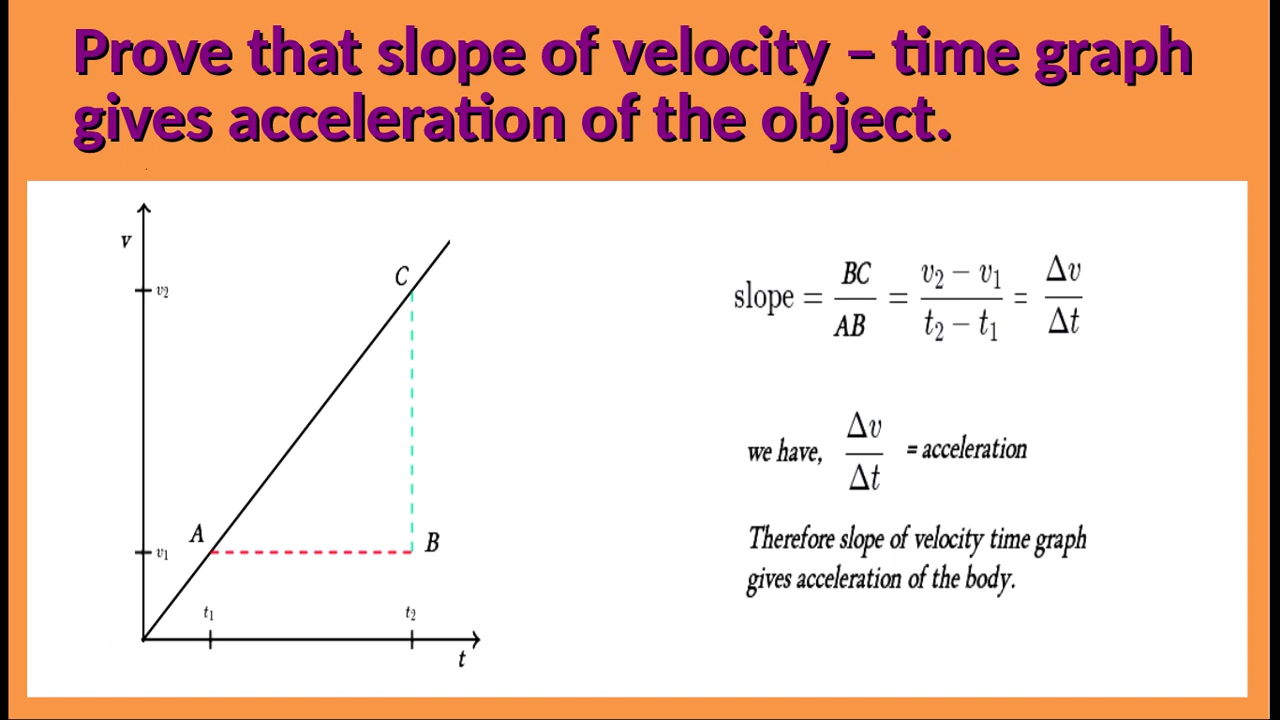 Prove that slope of velocity – time graph
gives acceleration of the object.
v
v₂
C
A
B
v₁
t₁
t₂
t
slope = BC/AB = (v₂ − v₁)/(t₂ − t₁) = Δv/Δt
we have, Δv/Δt = acceleration
Therefore slope of velocity time graph
gives acceleration of the body.